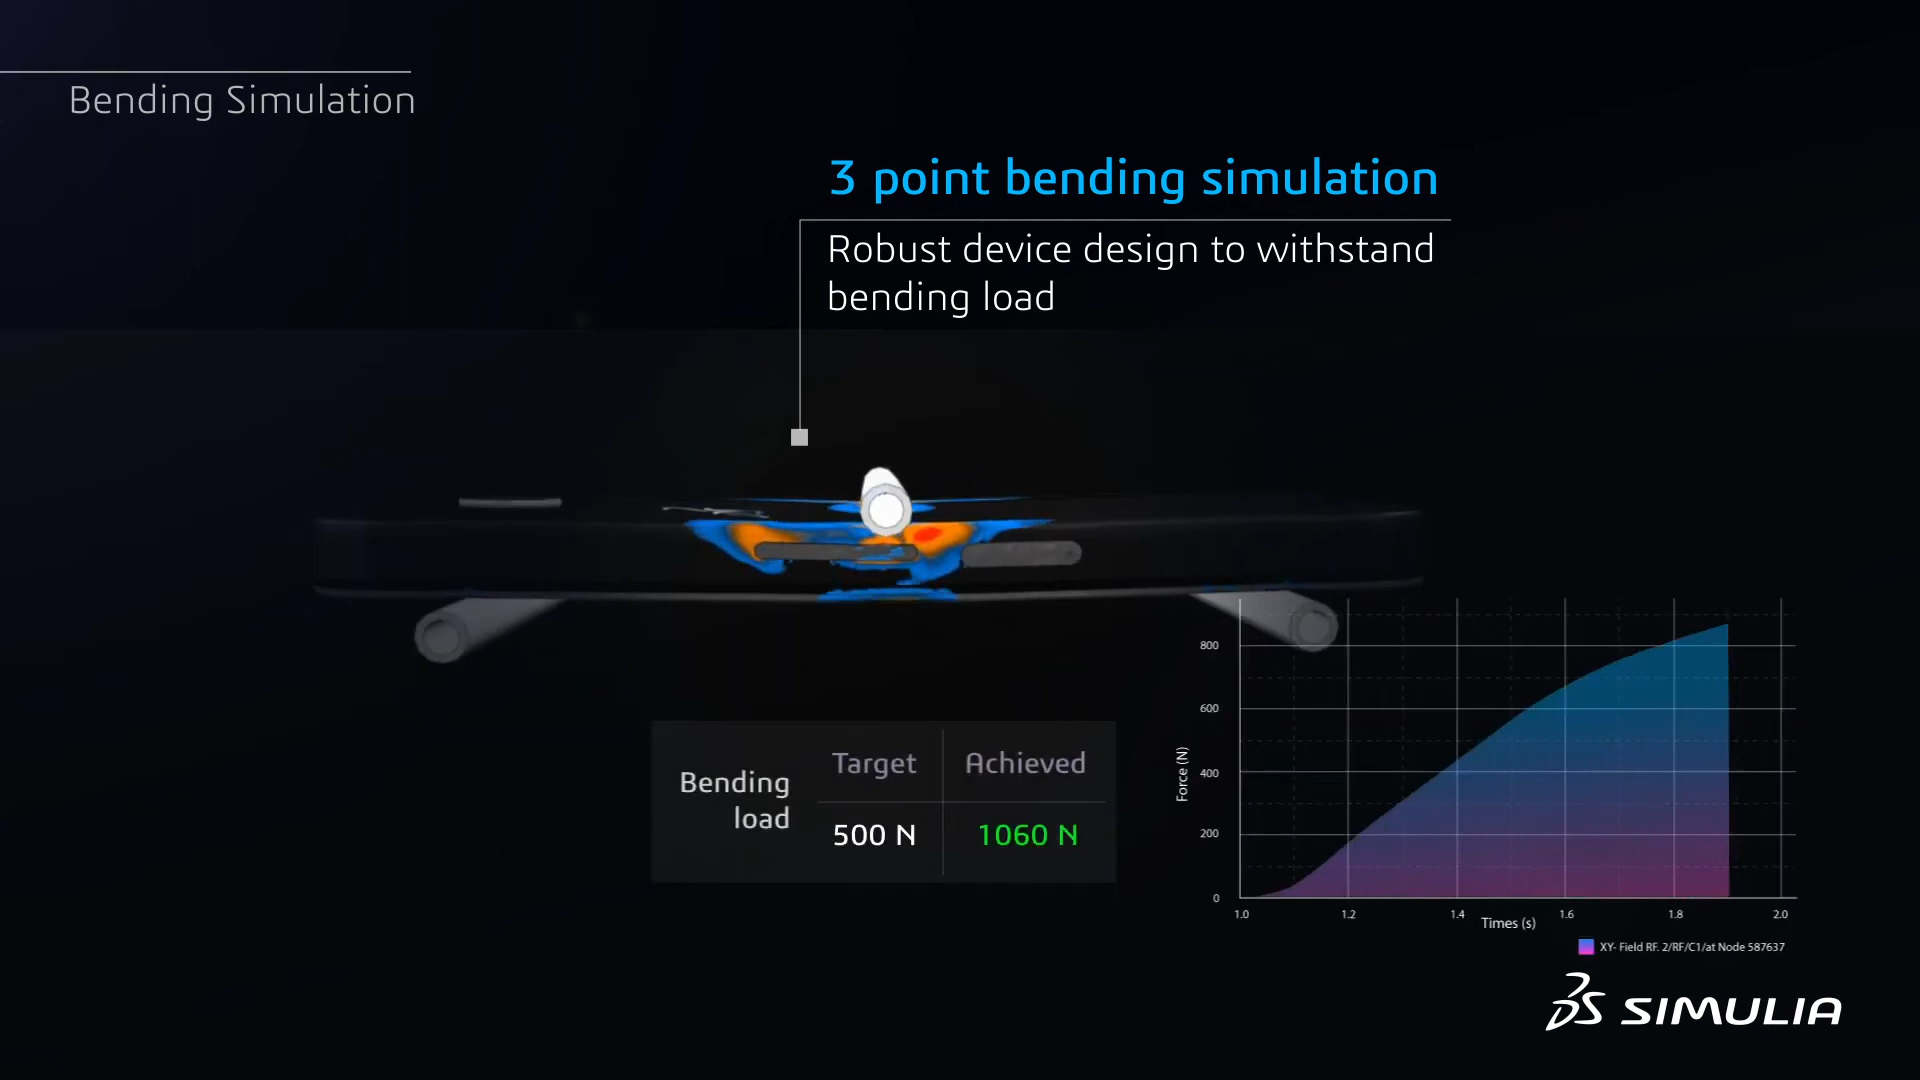 Bending Simulation
3 point bending simulation
Robust device design to withstand
bending load
Bending
load
Target
Achieved
500 N
1060 N
Force (N)
800
600
400
200
0
1.0
1.2
1.4
1.6
1.8
2.0
Times (s)
XY- Field RF. 2/RF/C1/at Node 587637
3DS SIMULIA